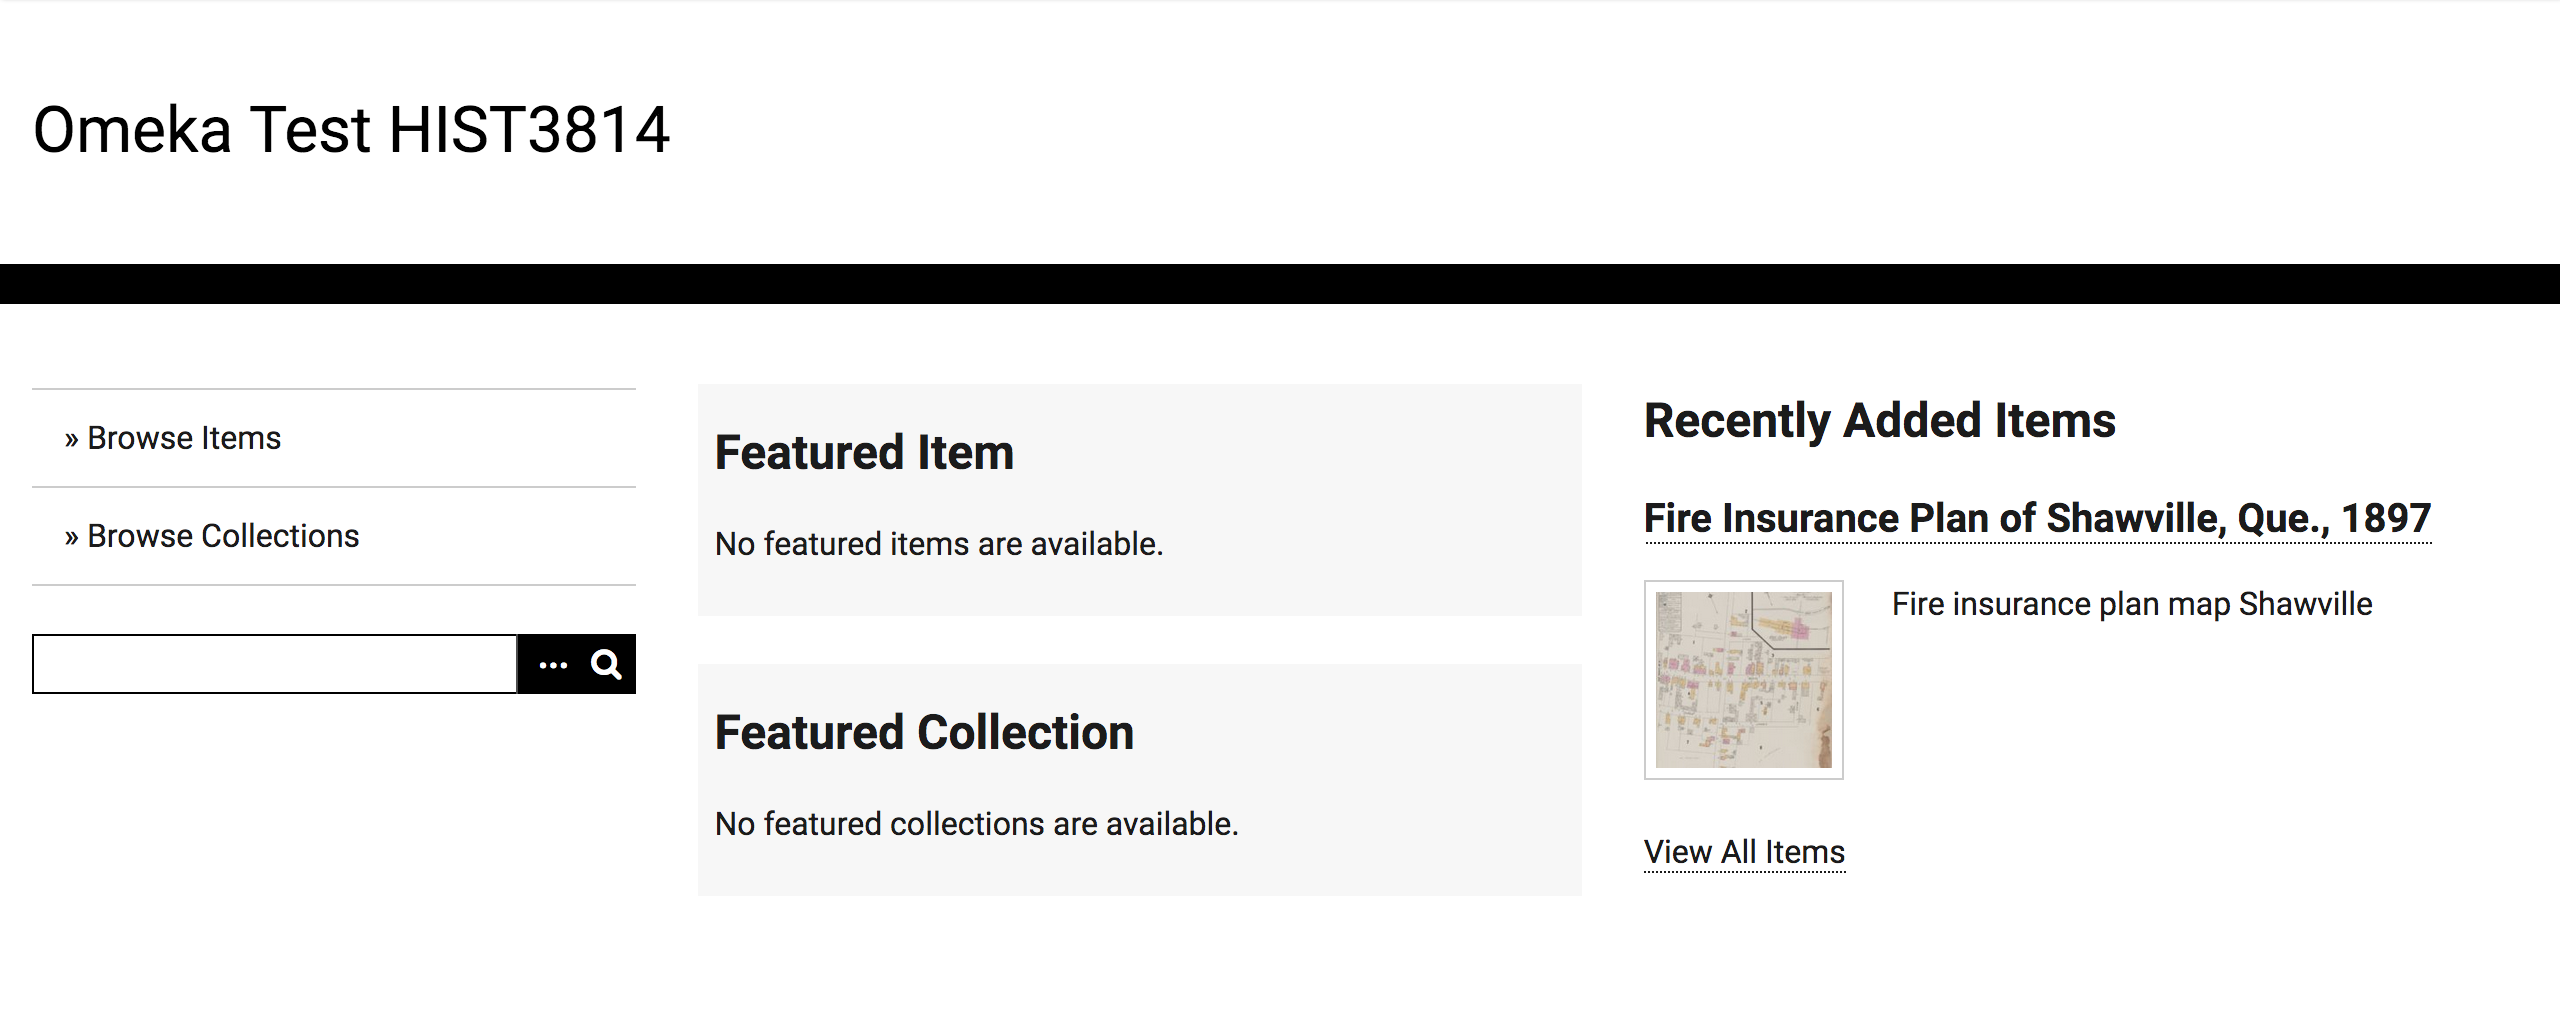 Omeka Test HIST3814
» Browse Items
» Browse Collections
Featured Item
No featured items are available.
Featured Collection
No featured collections are available.
Recently Added Items
Fire Insurance Plan of Shawville, Que., 1897
Fire insurance plan map Shawville
View All Items